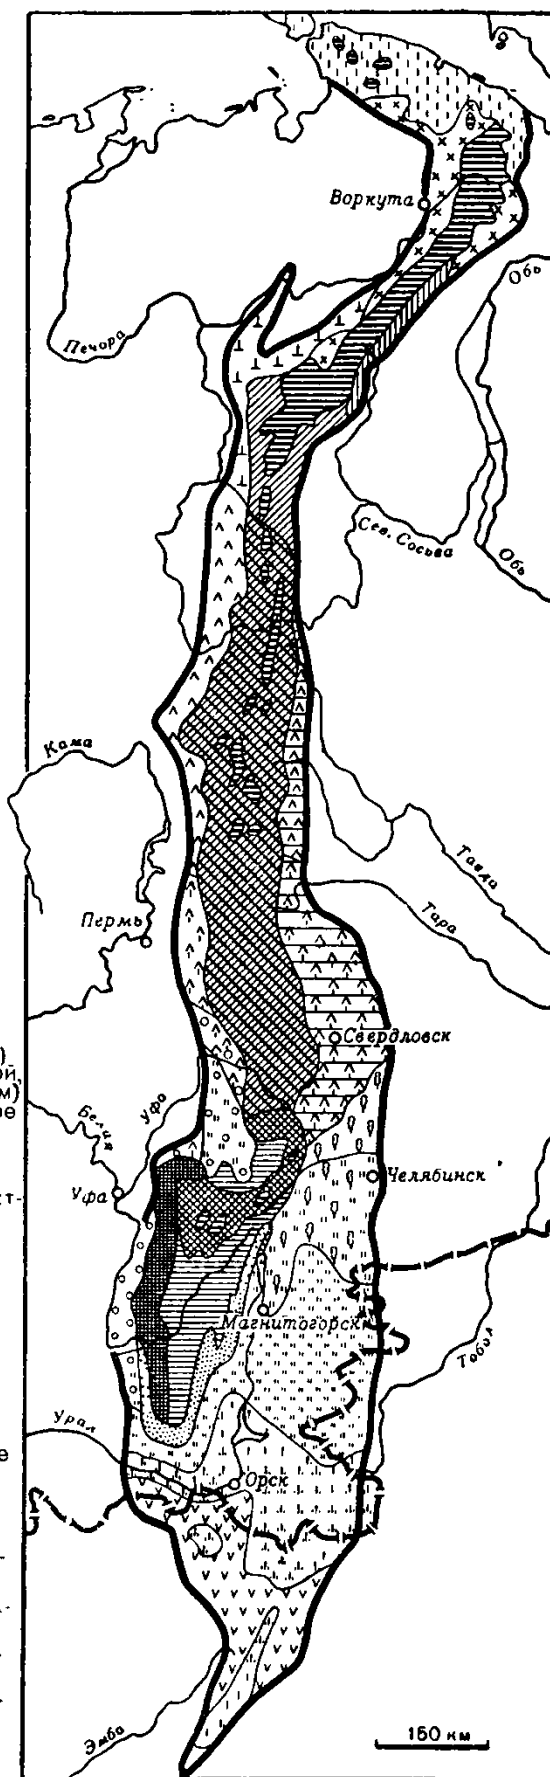 Воркута
Обь
Печора
Сев. Сосьва
Обь
Кама
Тавда
Тара
Пермь
Свердловск
Уфа
Белая
Челябинск
Уфа
Магнитогорск
Тобол
Урал
Орск
Эмба
150 км